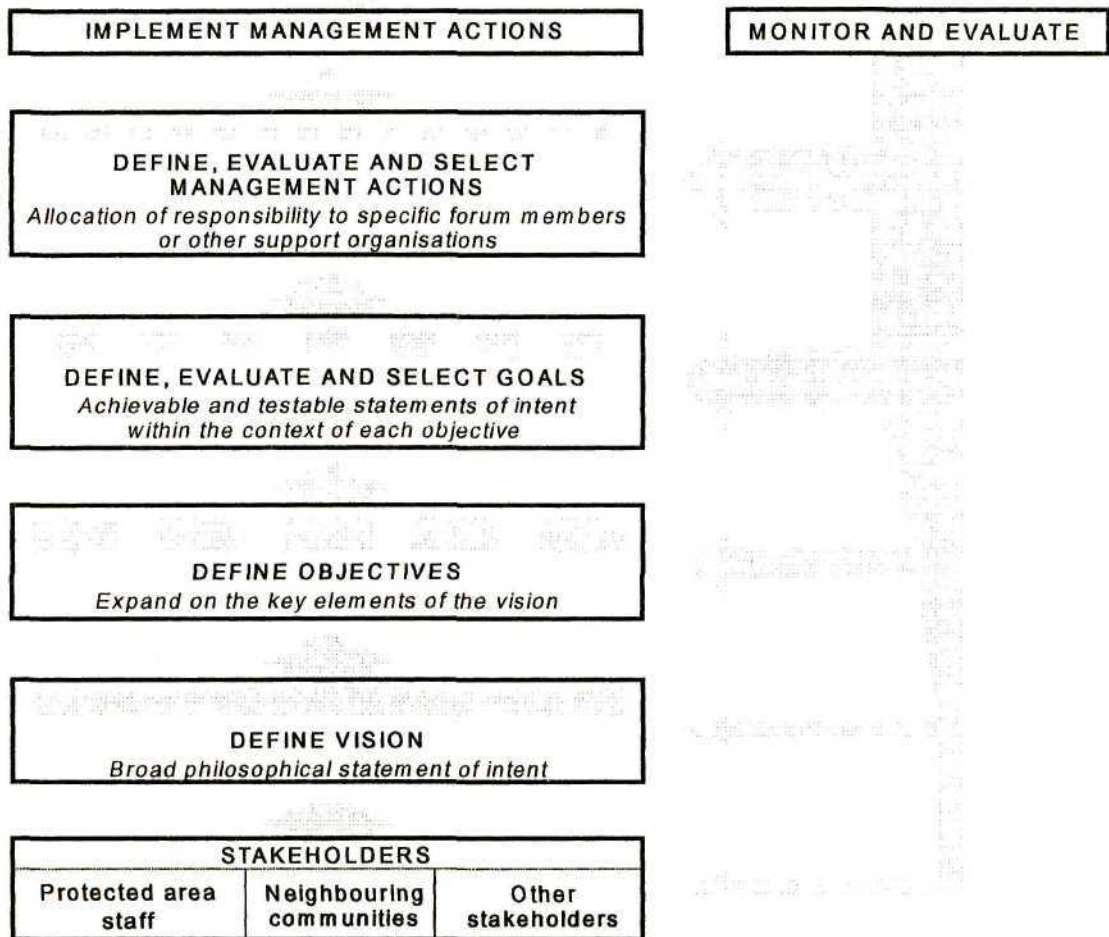 IMPLEMENT MANAGEMENT ACTIONS
MONITOR AND EVALUATE
DEFINE, EVALUATE AND SELECT
MANAGEMENT ACTIONS
Allocation of responsibility to specific forum members
or other support organisations
DEFINE, EVALUATE AND SELECT GOALS
Achievable and testable statements of intent
within the context of each objective
DEFINE OBJECTIVES
Expand on the key elements of the vision
DEFINE VISION
Broad philosophical statement of intent
STAKEHOLDERS
Protected area
staff
Neighbouring
communities
Other
stakeholders